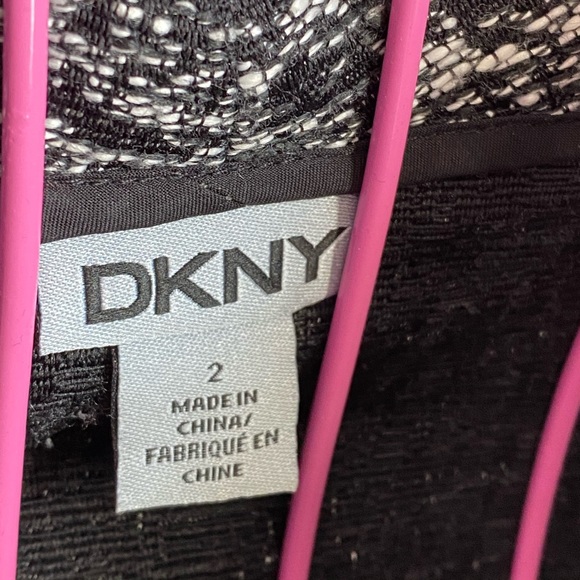 DKNY
2
MADE IN
CHINA/
FABRIQUÉ EN
CHINE